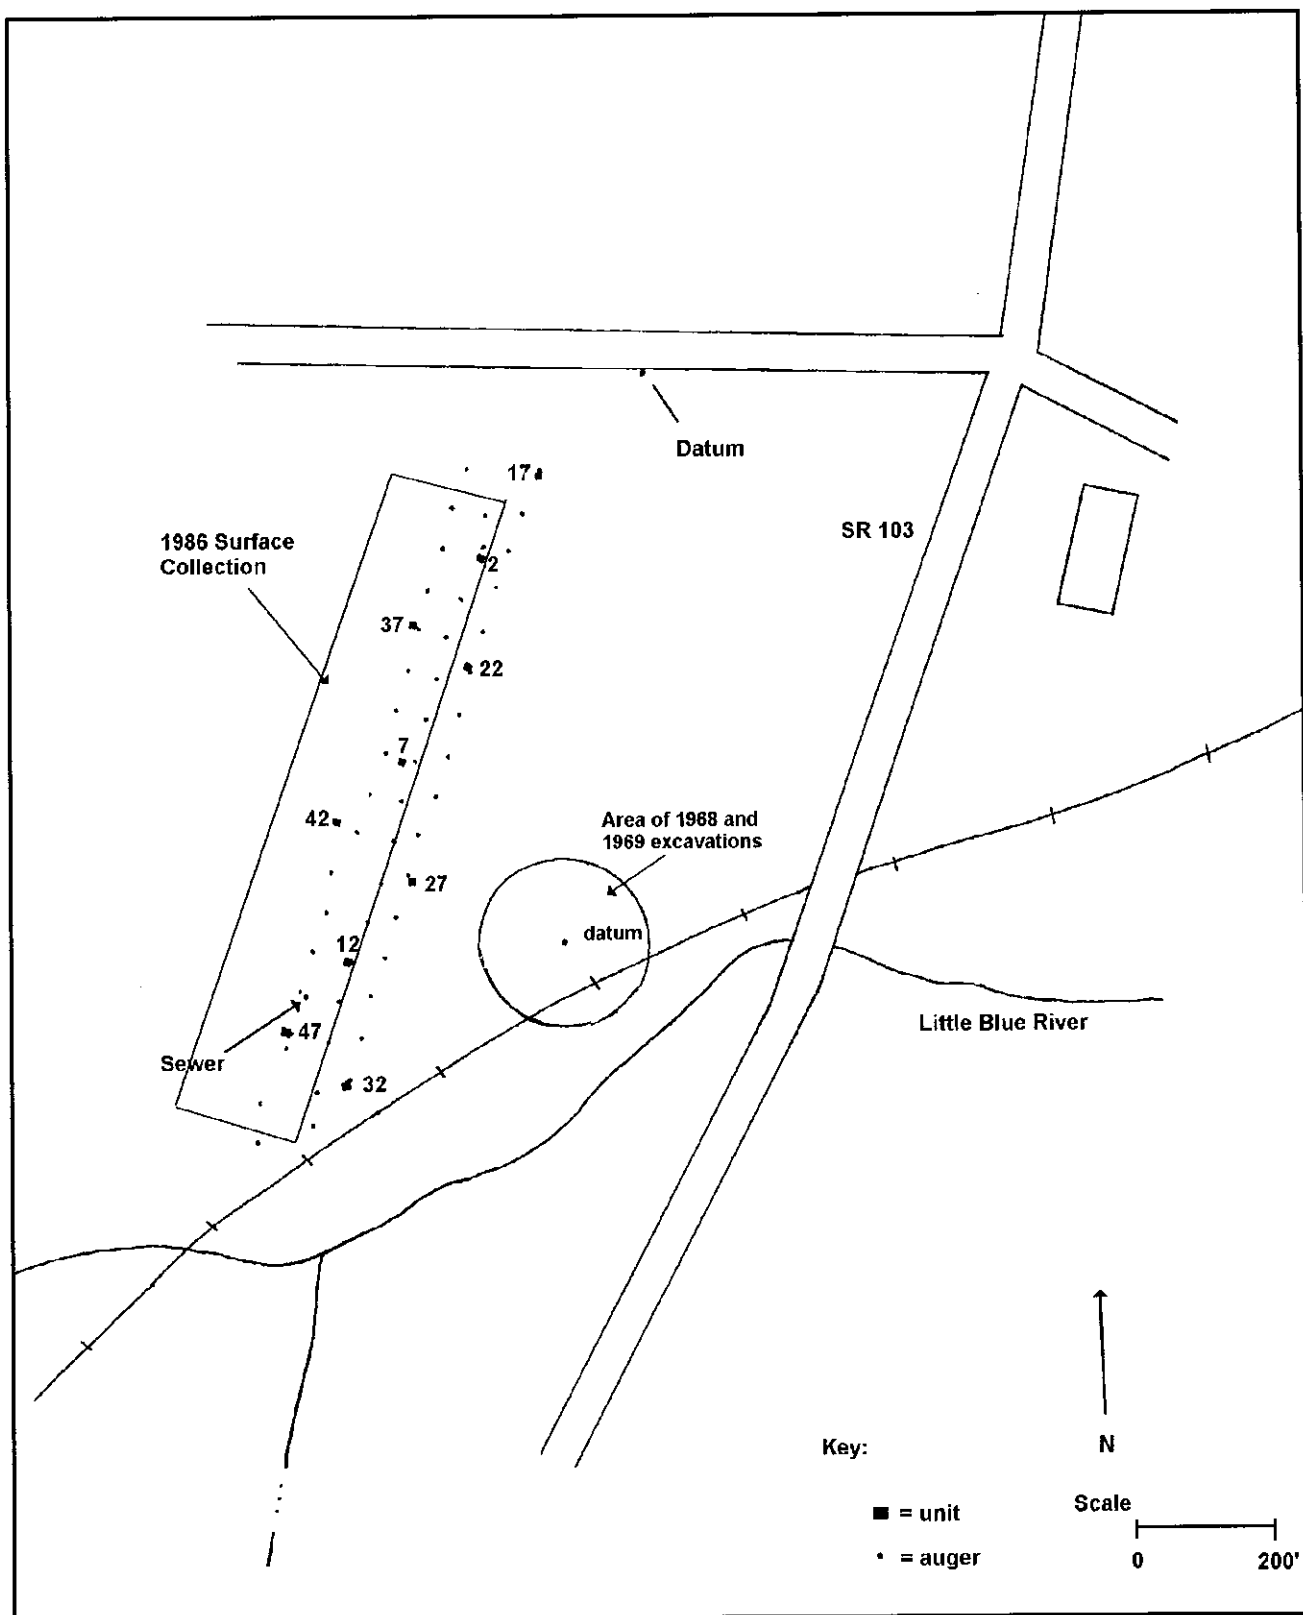 Datum
17
1986 Surface
Collection
SR 103
2
37
22
7
42
Area of 1968 and
1969 excavations
27
datum
12
47
Little Blue River
Sewer
32
Key:
N
Scale
= unit
= auger
0 200'